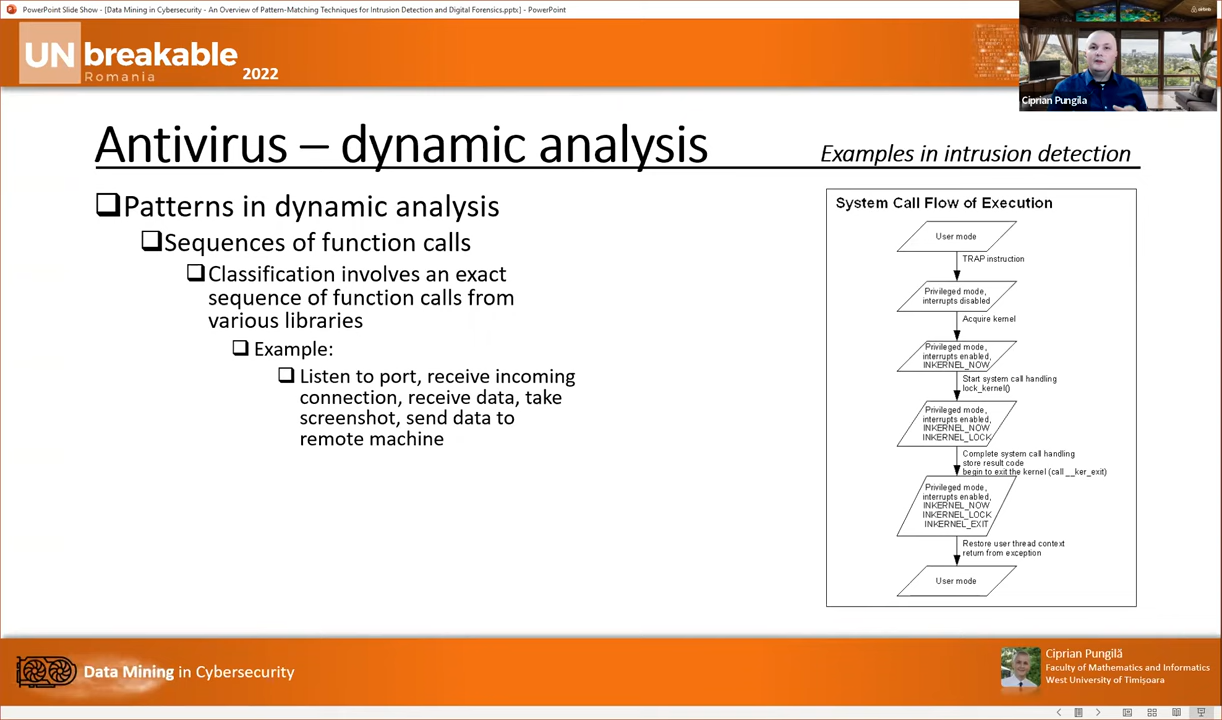 PowerPoint Slide Show - [Data Mining in Cybersecurity - An Overview of Pattern-Matching Techniques for Intrusion Detection and Digital Forensics.pptx] - PowerPoint
UNbreakable
Romania
2022
Ciprian Pungila
Antivirus – dynamic analysis
Examples in intrusion detection
Patterns in dynamic analysis
Sequences of function calls
Classification involves an exact
sequence of function calls from
various libraries
Example:
Listen to port, receive incoming
connection, receive data, take
screenshot, send data to
remote machine
System Call Flow of Execution
User mode
TRAP instruction
Privileged mode,
interrupts disabled
Acquire kernel
Privileged mode,
interrupts enabled,
INKERNEL_NOW
Start system call handling
lock_kernel()
Privileged mode,
interrupts enabled,
INKERNEL_NOW
INKERNEL_LOCK
Complete system call handling
store result code
begin to exit the kernel (call __ker_exit)
Privileged mode,
interrupts enabled,
INKERNEL_NOW
INKERNEL_LOCK
INKERNEL_EXIT
Restore user thread context
return from exception
User mode
Data Mining in Cybersecurity
Ciprian Pungilă
Faculty of Mathematics and Informatics
West University of Timișoara